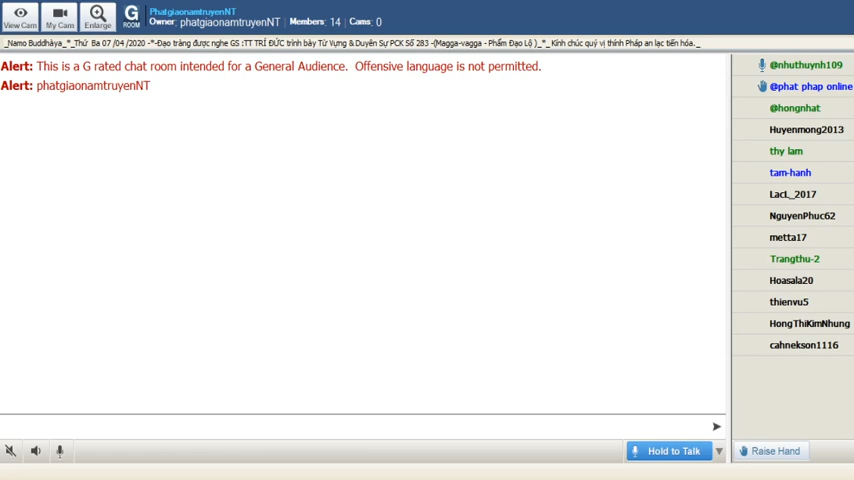 PhatgiaonamtruyenNT
Owner: phatgiaonamtruyenNT Members: 14 Cams: 0
View Cam
My Cam
Enlarge
G
ROOM
_Namo Buddhàya_*_Thứ Ba 07 /04 /2020 -*-Đạo tràng được nghe GS :TT TRÍ ĐỨC trình bày Từ Vựng &Duyên Sự PCK Số 283 -(Magga-vagga - Phẩm Đạo Lộ )_*_ Kính chúc quý vị thính Pháp an lạc tiến hóa._
Alert: This is a G rated chat room intended for a General Audience. Offensive language is not permitted.
Alert: phatgiaonamtruyenNT
@nhuthuynh109
@phat phap online
@hongnhat
Huyenmong2013
thy lam
tam-hanh
LacL_2017
NguyenPhuc62
metta17
Trangthu-2
Hoasala20
thienvu5
HongThiKimNhung
cahnekson1116
Hold to Talk
Raise Hand